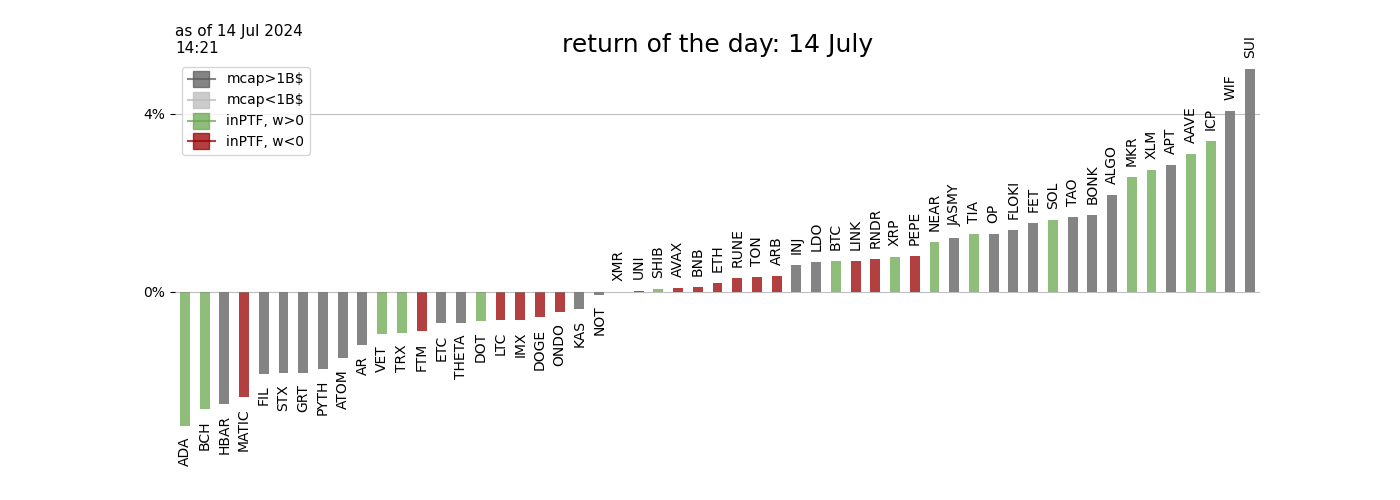 as of 14 Jul 2024
14:21
return of the day: 14 July
mcap>1B$
mcap<1B$
inPTF, w>0
inPTF, w<0
4%
0%
ADA
BCH
HBAR
MATIC
FIL
STX
GRT
PYTH
ATOM
AR
VET
TRX
FTM
ETC
THETA
DOT
LTC
IMX
DOGE
ONDO
KAS
NOT
XMR
UNI
SHIB
AVAX
BNB
ETH
RUNE
TON
ARB
INJ
LDO
BTC
LINK
RNDR
XRP
PEPE
NEAR
JASMY
TIA
OP
FLOKI
FET
SOL
TAO
BONK
ALGO
MKR
XLM
APT
AAVE
ICP
WIF
SUI